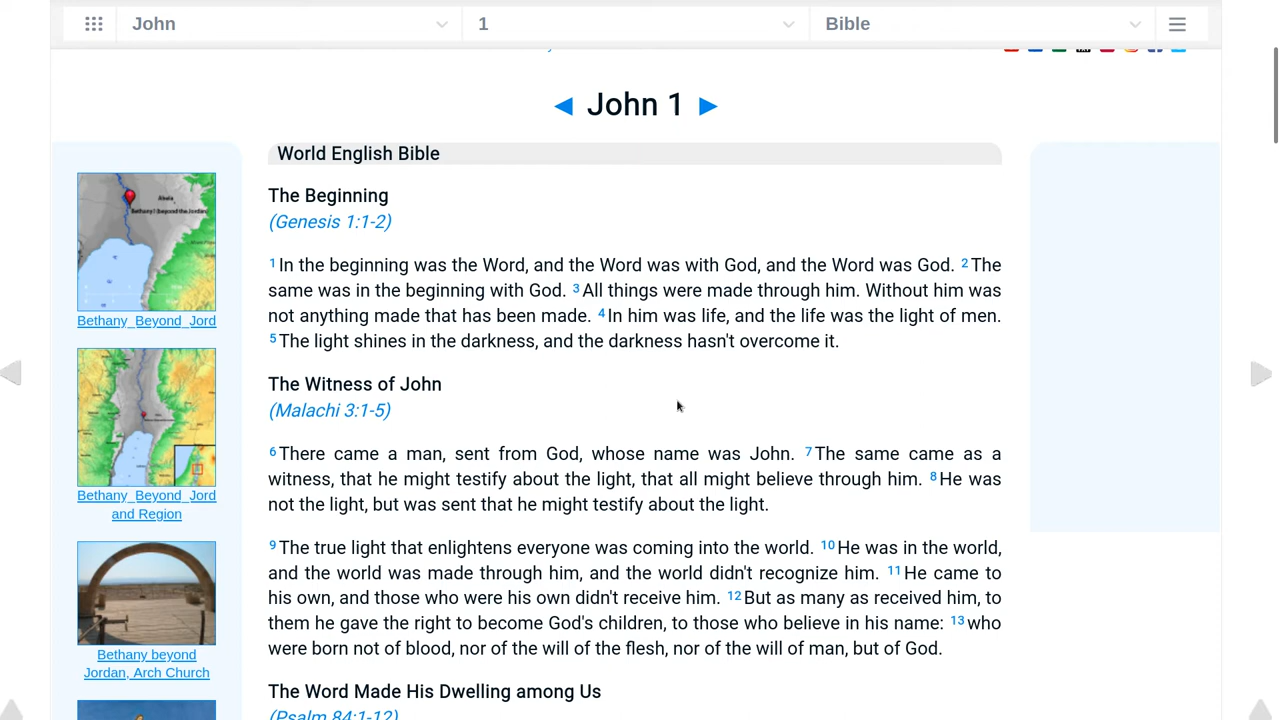 John 1 Bible
◄ John 1 ►
World English Bible
The Beginning
(Genesis 1:1-2)
1 In the beginning was the Word, and the Word was with God, and the Word was God. 2 The
same was in the beginning with God. 3 All things were made through him. Without him was
not anything made that has been made. 4 In him was life, and the life was the light of men.
5 The light shines in the darkness, and the darkness hasn't overcome it.
The Witness of John
(Malachi 3:1-5)
6 There came a man, sent from God, whose name was John. 7 The same came as a
witness, that he might testify about the light, that all might believe through him. 8 He was
not the light, but was sent that he might testify about the light.
9 The true light that enlightens everyone was coming into the world. 10 He was in the world,
and the world was made through him, and the world didn't recognize him. 11 He came to
his own, and those who were his own didn't receive him. 12 But as many as received him, to
them he gave the right to become God's children, to those who believe in his name: 13 who
were born not of blood, nor of the will of the flesh, nor of the will of man, but of God.
The Word Made His Dwelling among Us
(Psalm 84:1-12)
Abela
Bethany (beyond the Jordan)
Bethany_Beyond_Jord
Bethany_Beyond_Jord
and Region
Bethany beyond
Jordan, Arch Church